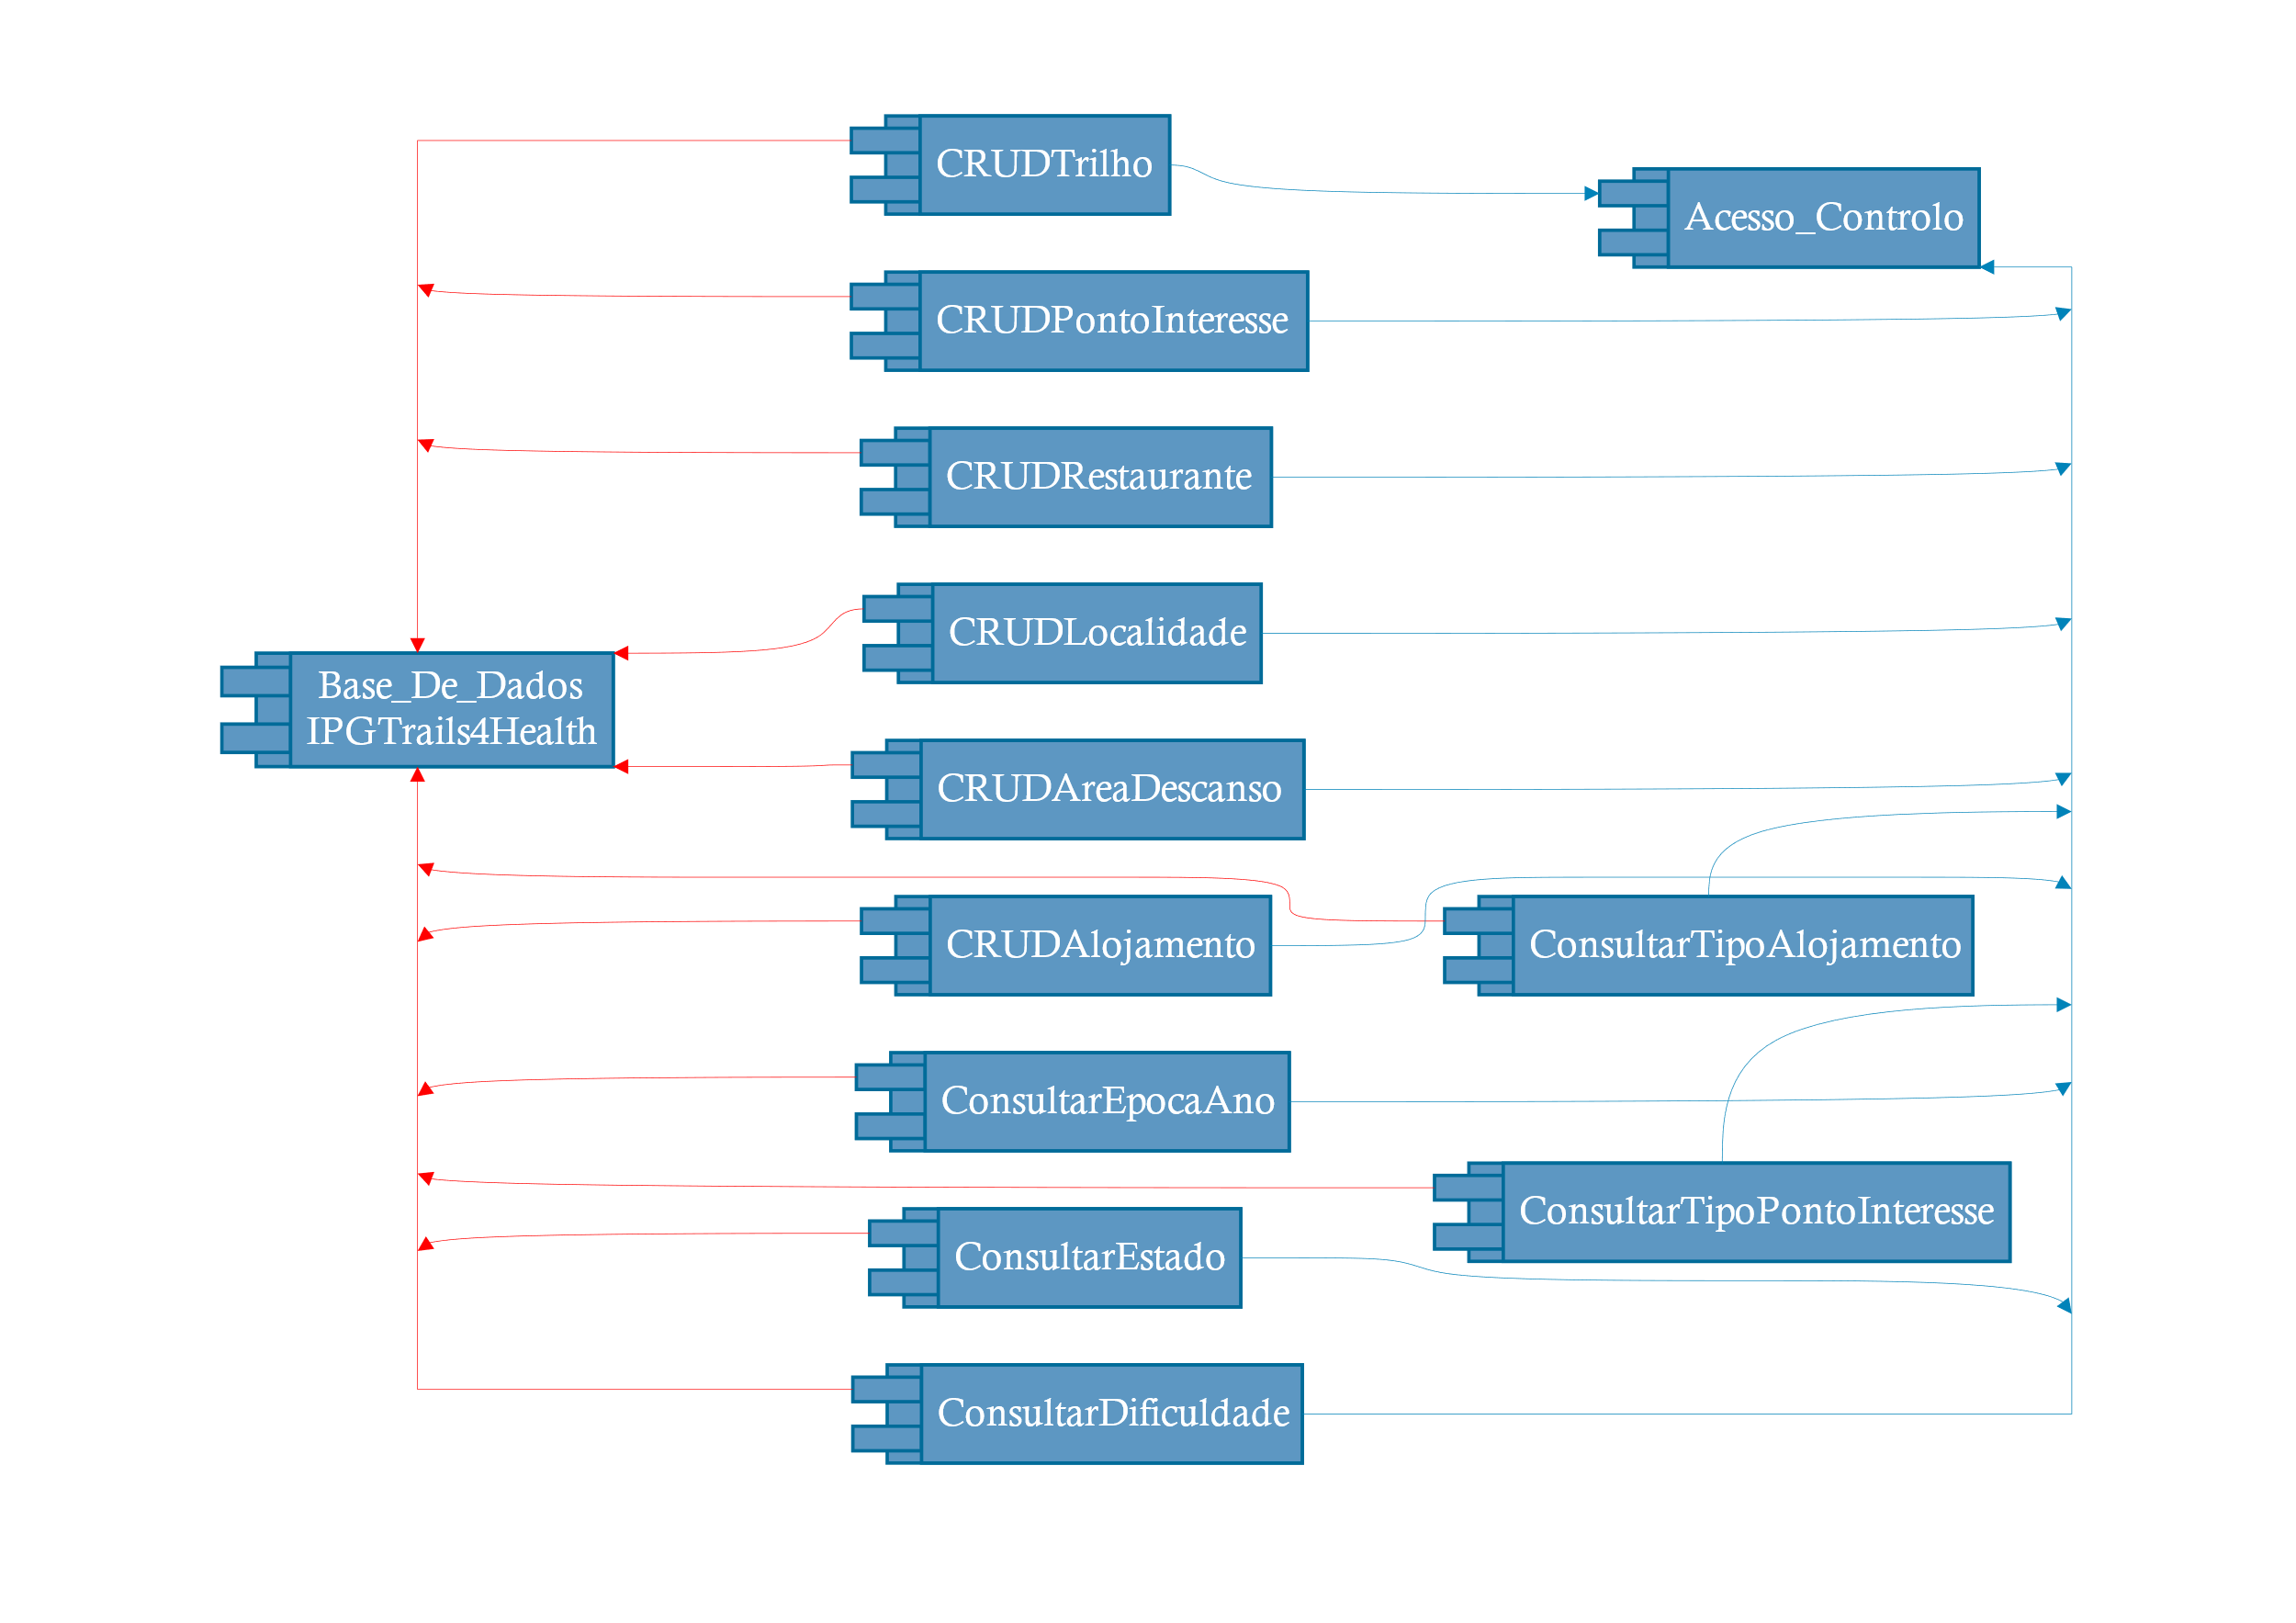 CRUDTrilho
Acesso_Controlo
CRUDPontoInteresse
CRUDRestaurante
CRUDLocalidade
Base_De_Dados
IPGTrails4Health
CRUDAreaDescanso
CRUDAlojamento
ConsultarTipoAlojamento
ConsultarEpocaAno
ConsultarTipoPontoInteresse
ConsultarEstado
ConsultarDificuldade